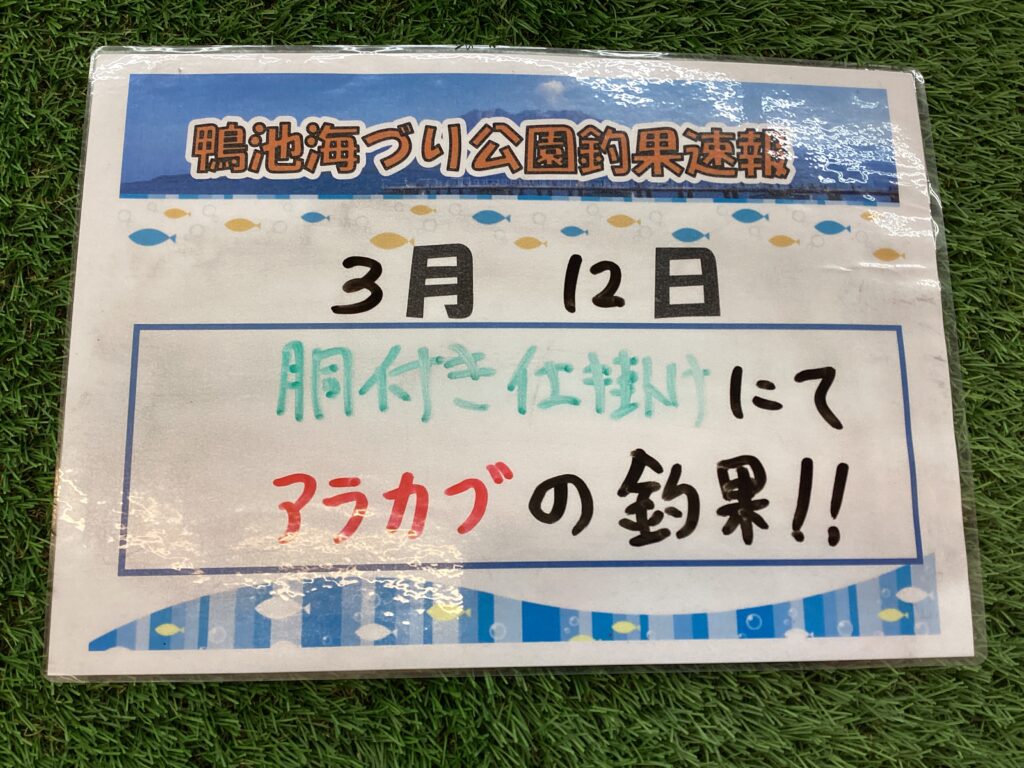 鴨池海づり公園釣果速報
3月 12日
胴付き仕掛けにて
アラカブの釣果!!